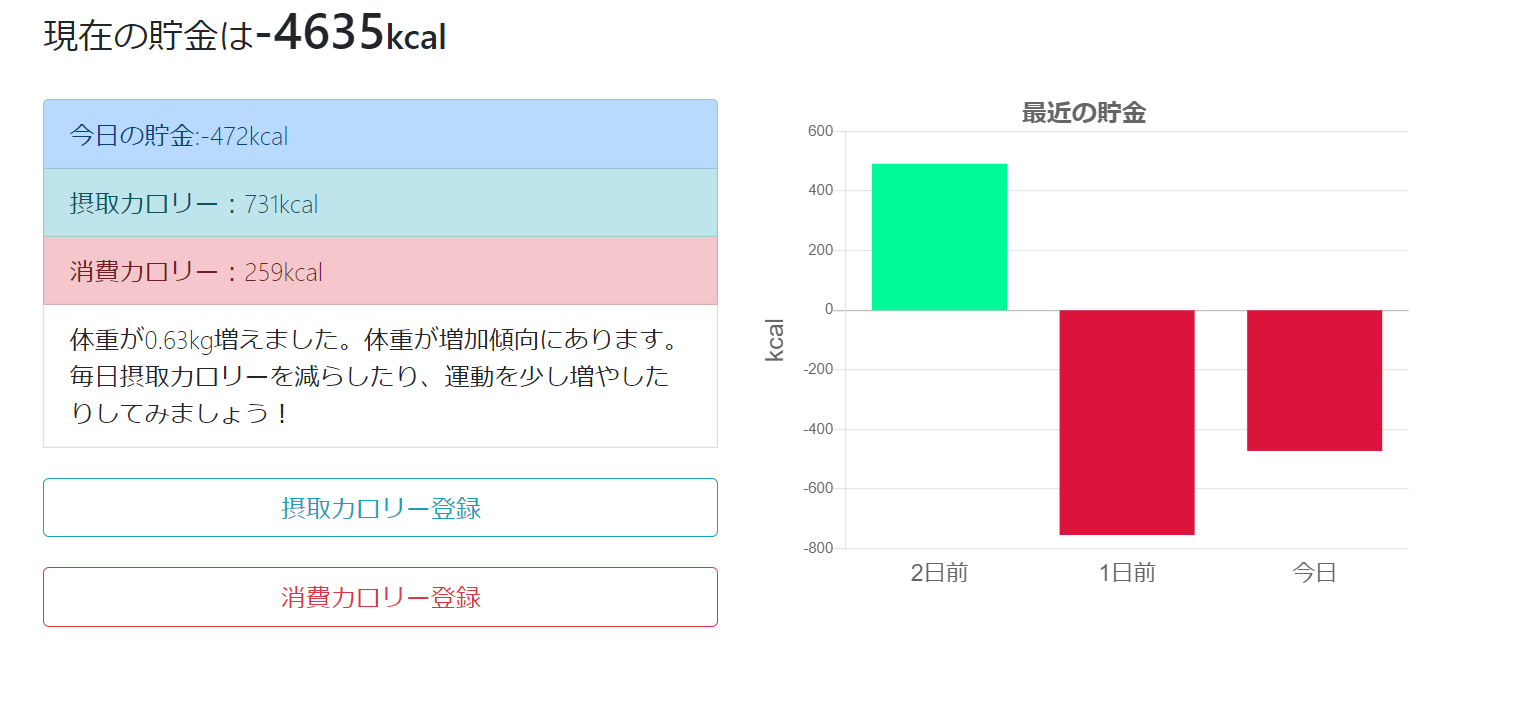 現在の貯金は-4635kcal
今日の貯金:-472kcal
摂取カロリー：731kcal
消費カロリー：259kcal
体重が0.63kg増えました。体重が増加傾向にあります。
毎日摂取カロリーを減らしたり、運動を少し増やした
りしてみましょう！
摂取カロリー登録
消費カロリー登録
最近の貯金
600
400
200
0
-200
-400
-600
-800
kcal
2日前
1日前
今日